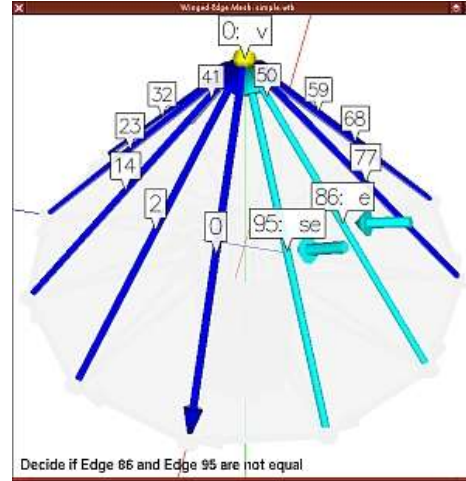 Winged-Edge Mesh: simple.wtb
0: v
41
50
32
59
23
68
14
77
2
86: e
0
95: se
Decide if Edge 86 and Edge 95 are not equal